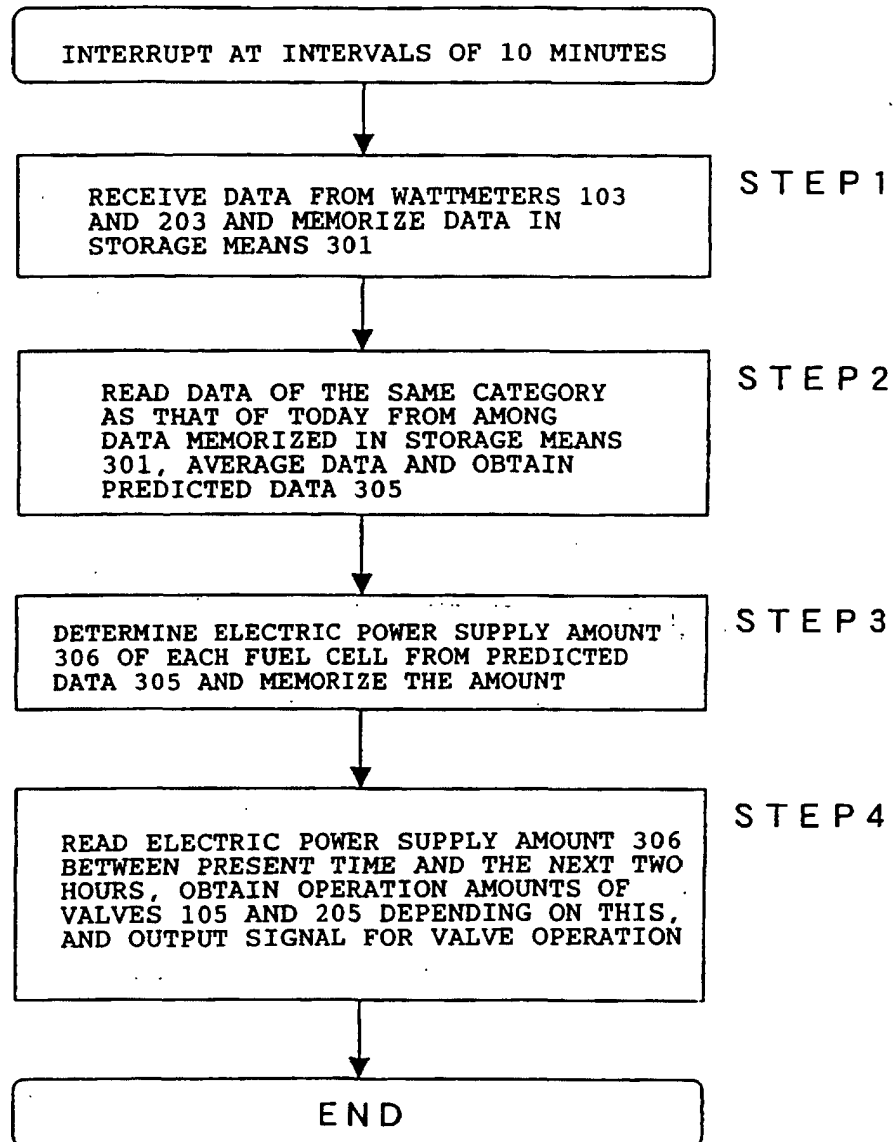 INTERRUPT AT INTERVALS OF 10 MINUTES
STEP1
RECEIVE DATA FROM WATTMETERS 103
AND 203 AND MEMORIZE DATA IN
STORAGE MEANS 301
STEP2
READ DATA OF THE SAME CATEGORY
AS THAT OF TODAY FROM AMONG
DATA MEMORIZED IN STORAGE MEANS
301, AVERAGE DATA AND OBTAIN
PREDICTED DATA 305
STEP3
DETERMINE ELECTRIC POWER SUPPLY AMOUNT
306 OF EACH FUEL CELL FROM PREDICTED
DATA 305 AND MEMORIZE THE AMOUNT
STEP4
READ ELECTRIC POWER SUPPLY AMOUNT 306
BETWEEN PRESENT TIME AND THE NEXT TWO
HOURS, OBTAIN OPERATION AMOUNTS OF
VALVES 105 AND 205 DEPENDING ON THIS,
AND OUTPUT SIGNAL FOR VALVE OPERATION
END